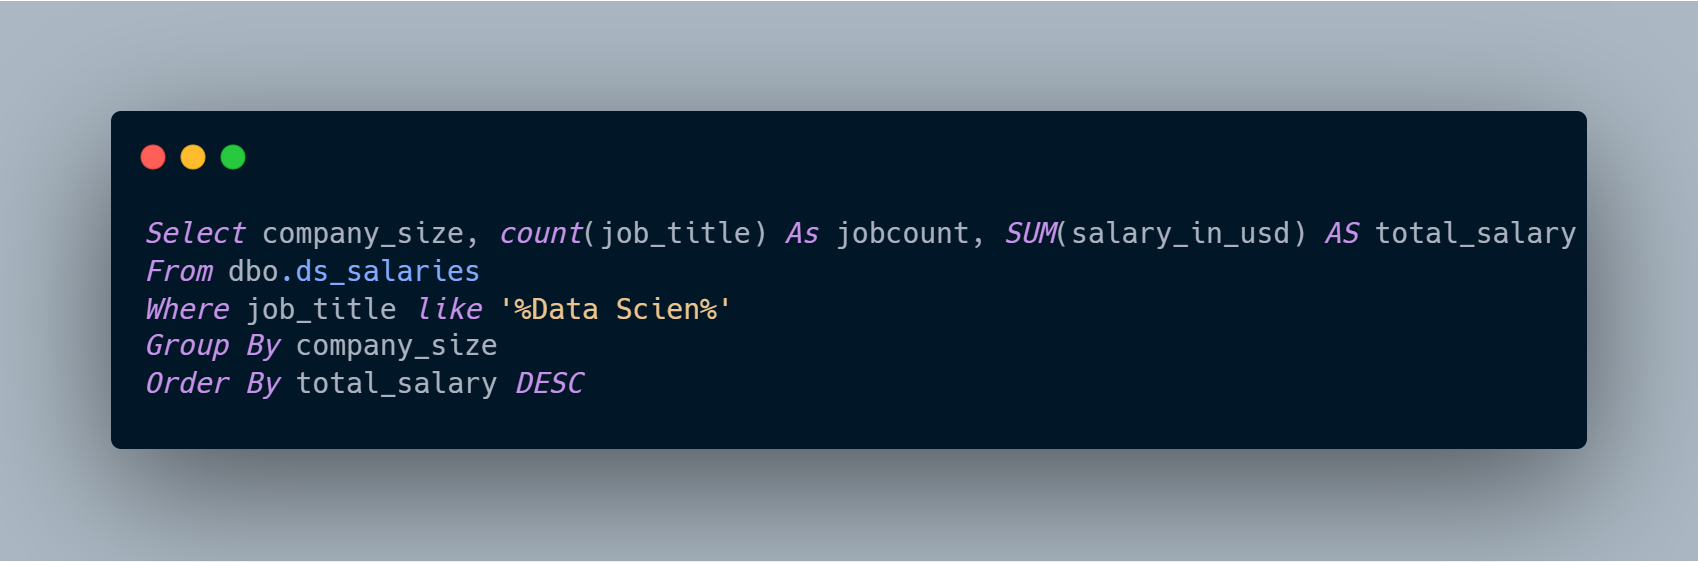 Select company_size, count(job_title) As jobcount, SUM(salary_in_usd) AS total_salary
From dbo.ds_salaries
Where job_title like '%Data Scien%'
Group By company_size
Order By total_salary DESC